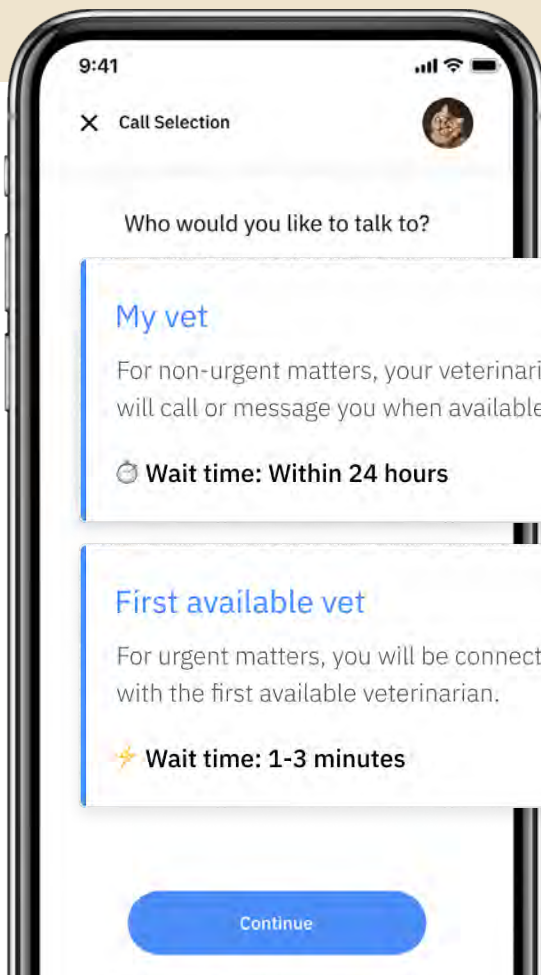 9:41
Call Selection
Who would you like to talk to?
My vet
For non-urgent matters, your veterinari
will call or message you when available
Wait time: Within 24 hours
First available vet
For urgent matters, you will be connect
with the first available veterinarian.
Wait time: 1-3 minutes
Continue